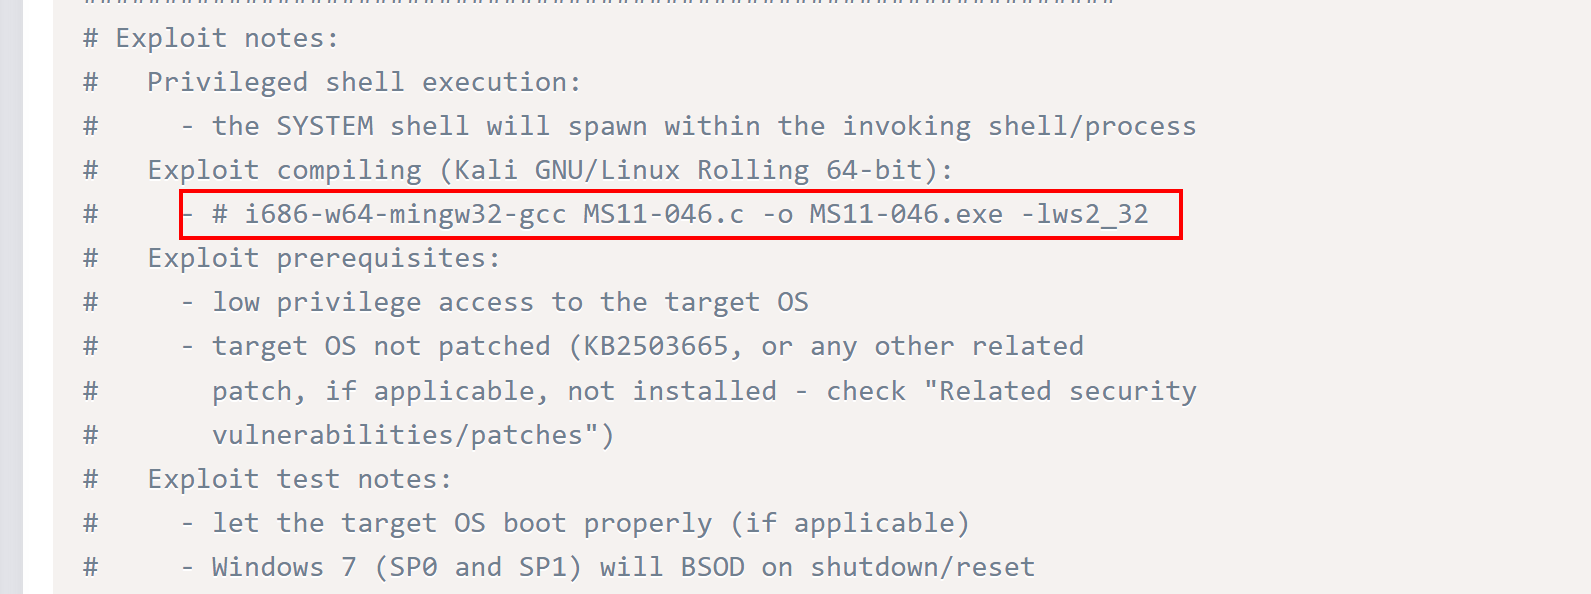 # Exploit notes:
#   Privileged shell execution:
#     - the SYSTEM shell will spawn within the invoking shell/process
#   Exploit compiling (Kali GNU/Linux Rolling 64-bit):
#     - # i686-w64-mingw32-gcc MS11-046.c -o MS11-046.exe -lws2_32
#   Exploit prerequisites:
#     - low privilege access to the target OS
#     - target OS not patched (KB2503665, or any other related
#       patch, if applicable, not installed - check "Related security
#       vulnerabilities/patches")
#   Exploit test notes:
#     - let the target OS boot properly (if applicable)
#     - Windows 7 (SP0 and SP1) will BSOD on shutdown/reset